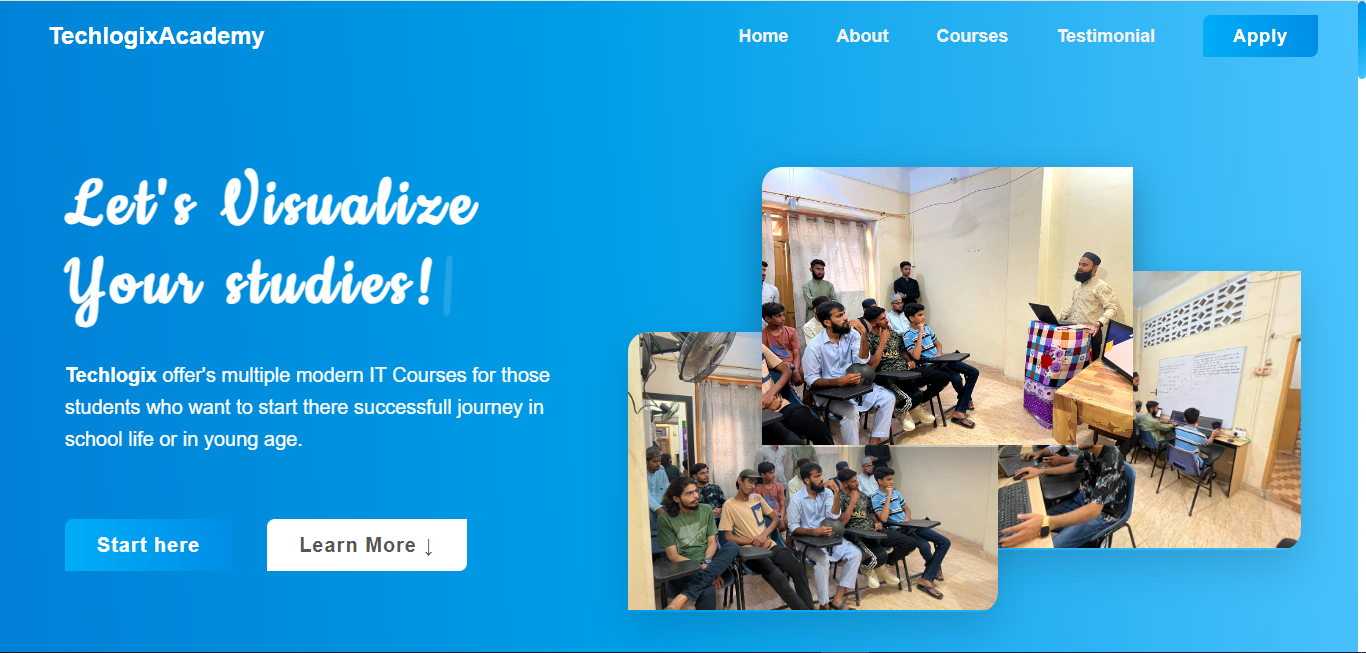 TechlogixAcademy
Home About Courses Testimonial Apply
Let's Visualize
Your studies!
Techlogix offer's multiple modern IT Courses for those
students who want to start there successfull journey in
school life or in young age.
Start here Learn More ↓